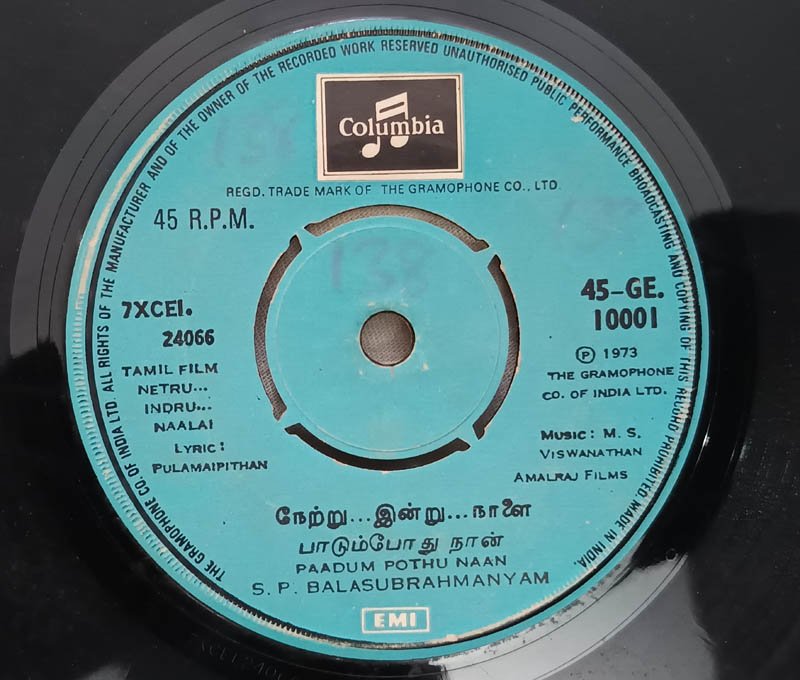 THE GRAMOPHONE CO. OF INDIA LTD. ALL RIGHTS OF THE MANUFACTURER AND OF THE OWNER OF THE RECORDED WORK RESERVED UNAUTHORISED PUBLIC PERFORMANCE BROADCASTING AND COPYING OF THIS RECORD PROHIBITED MADE IN INDIA.
Columbia
REGD. TRADE MARK OF THE GRAMOPHONE CO., LTD.
45 R.P.M.
138
138
138
7XCEI.
24066
45-GE.
10001
TAMIL FILM
NETRU...
INDRU...
NAALAI
LYRIC:
PULAMAIPITHAN
℗ 1973
THE GRAMOPHONE
CO. OF INDIA LTD.
MUSIC: M. S.
VISWANATHAN
AMALRAJ FILMS
நேற்று...இன்று...நாளை
பாடும்போது நான்
PAADUM POTHU NAAN
S. P. BALASUBRAHMANYAM
EMI